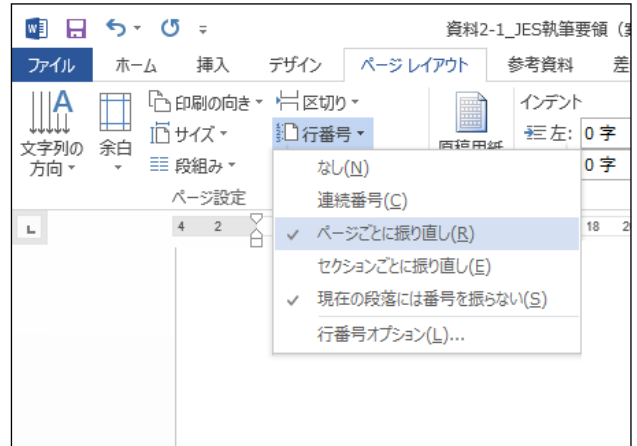 資料2-1_JES執筆要領
ファイル ホーム 挿入 デザイン ページ レイアウト 参考資料 差
文字列の方向 余白 印刷の向き 区切り インデント
サイズ 行番号 左: 0 字
段組み 原稿用紙 0 字
ページ設定
なし(N)
連続番号(C)
4 2 ページごとに振り直し(R) 18
セクションごとに振り直し(E)
現在の段落には番号を振らない(S)
行番号オプション(L)...